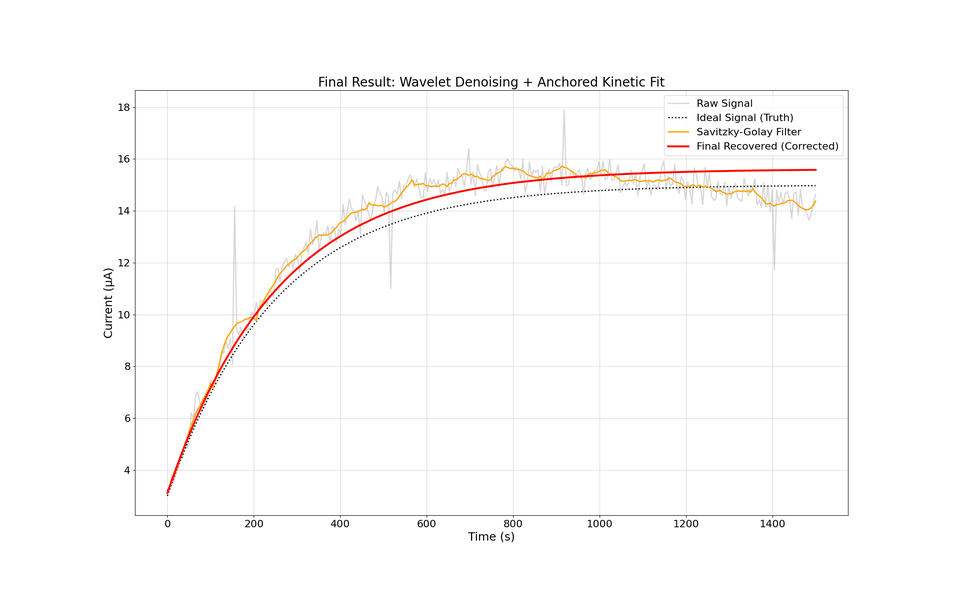 Final Result: Wavelet Denoising + Anchored Kinetic Fit
Raw Signal
Ideal Signal (Truth)
Savitzky-Golay Filter
Final Recovered (Corrected)
Current (μA)
18
16
14
12
10
8
6
4
0 200 400 600 800 1000 1200 1400
Time (s)